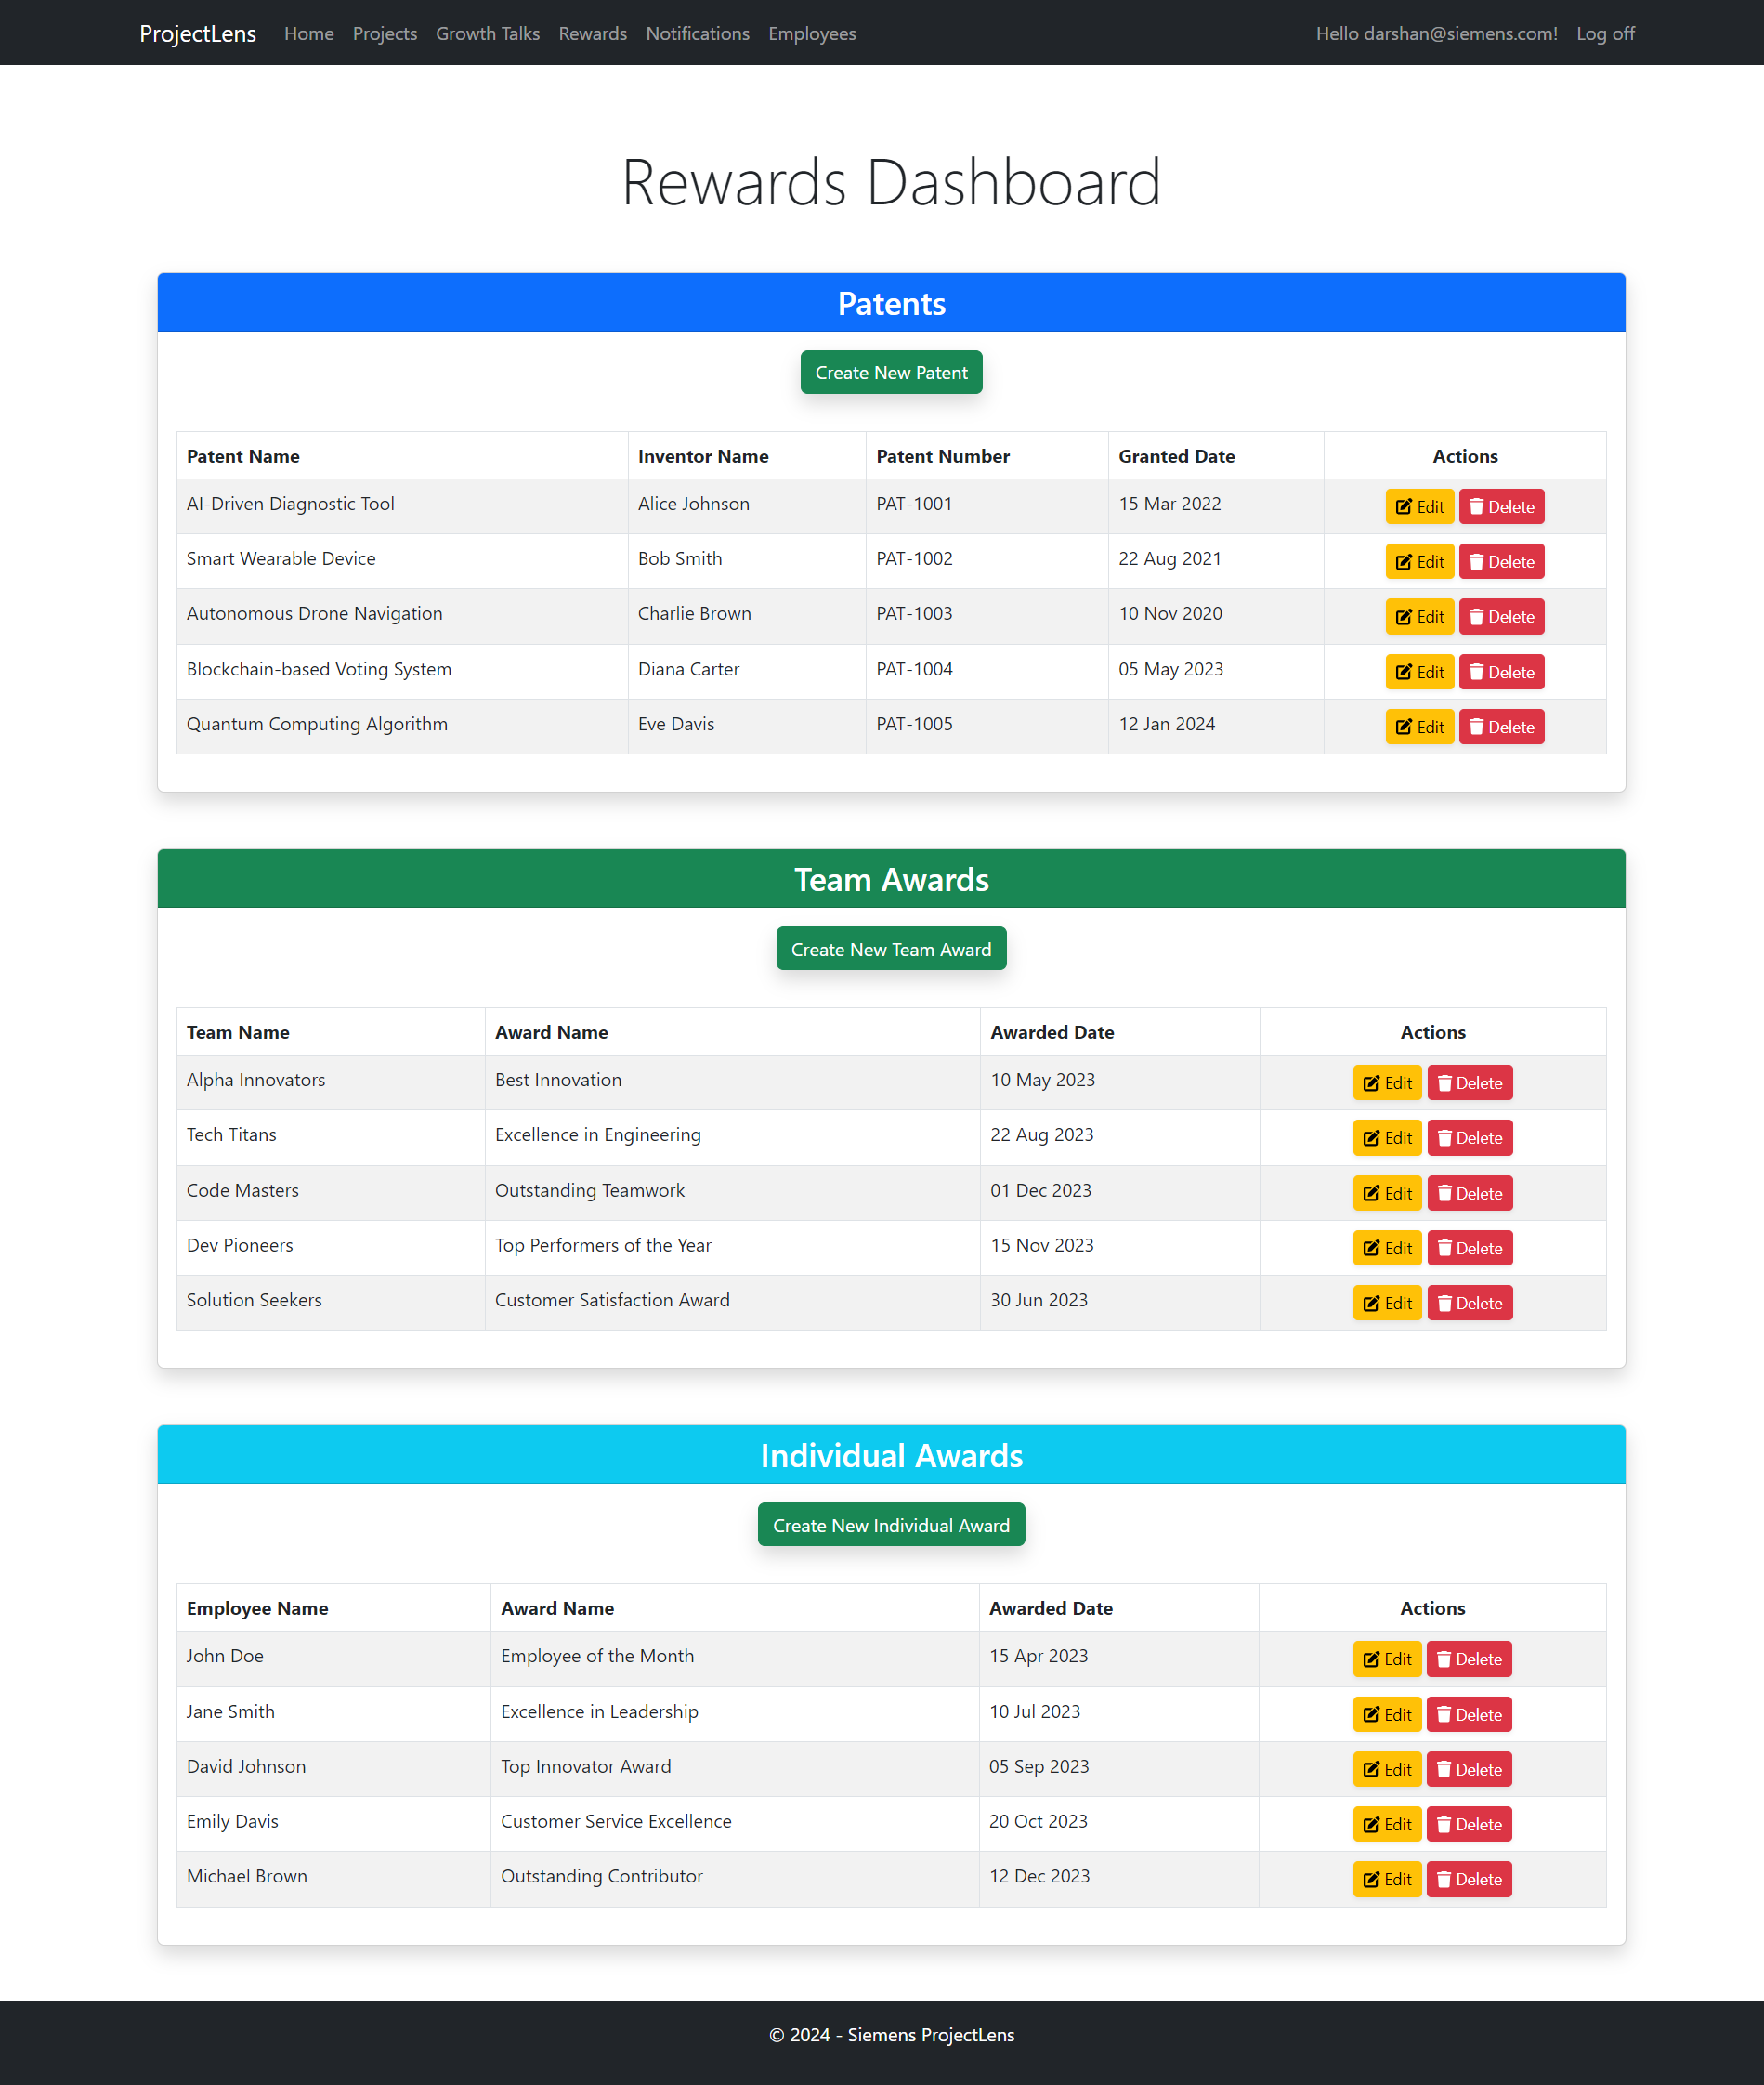 ProjectLens Home Projects Growth Talks Rewards Notifications Employees Hello darshan@siemens.com! Log off
Rewards Dashboard
Patents
Create New Patent
Patent Name Inventor Name Patent Number Granted Date Actions
AI-Driven Diagnostic Tool Alice Johnson PAT-1001 15 Mar 2022 Edit Delete
Smart Wearable Device Bob Smith PAT-1002 22 Aug 2021 Edit Delete
Autonomous Drone Navigation Charlie Brown PAT-1003 10 Nov 2020 Edit Delete
Blockchain-based Voting System Diana Carter PAT-1004 05 May 2023 Edit Delete
Quantum Computing Algorithm Eve Davis PAT-1005 12 Jan 2024 Edit Delete
Team Awards
Create New Team Award
Team Name Award Name Awarded Date Actions
Alpha Innovators Best Innovation 10 May 2023 Edit Delete
Tech Titans Excellence in Engineering 22 Aug 2023 Edit Delete
Code Masters Outstanding Teamwork 01 Dec 2023 Edit Delete
Dev Pioneers Top Performers of the Year 15 Nov 2023 Edit Delete
Solution Seekers Customer Satisfaction Award 30 Jun 2023 Edit Delete
Individual Awards
Create New Individual Award
Employee Name Award Name Awarded Date Actions
John Doe Employee of the Month 15 Apr 2023 Edit Delete
Jane Smith Excellence in Leadership 10 Jul 2023 Edit Delete
David Johnson Top Innovator Award 05 Sep 2023 Edit Delete
Emily Davis Customer Service Excellence 20 Oct 2023 Edit Delete
Michael Brown Outstanding Contributor 12 Dec 2023 Edit Delete
© 2024 - Siemens ProjectLens